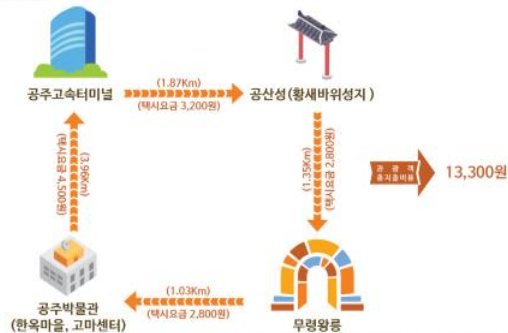 공주고속터미널
(1.87Km)
(택시요금 3,200원)
공산성(황새바위성지 )
(1.35Km)
(택시요금 2,800원)
관 광 객
총지출비용
13,300원
무령왕릉
(1.03Km)
(택시요금 2,800원)
공주박물관
(한옥마을, 고마센터)
(3.96Km)
(택시요금 4,500원)